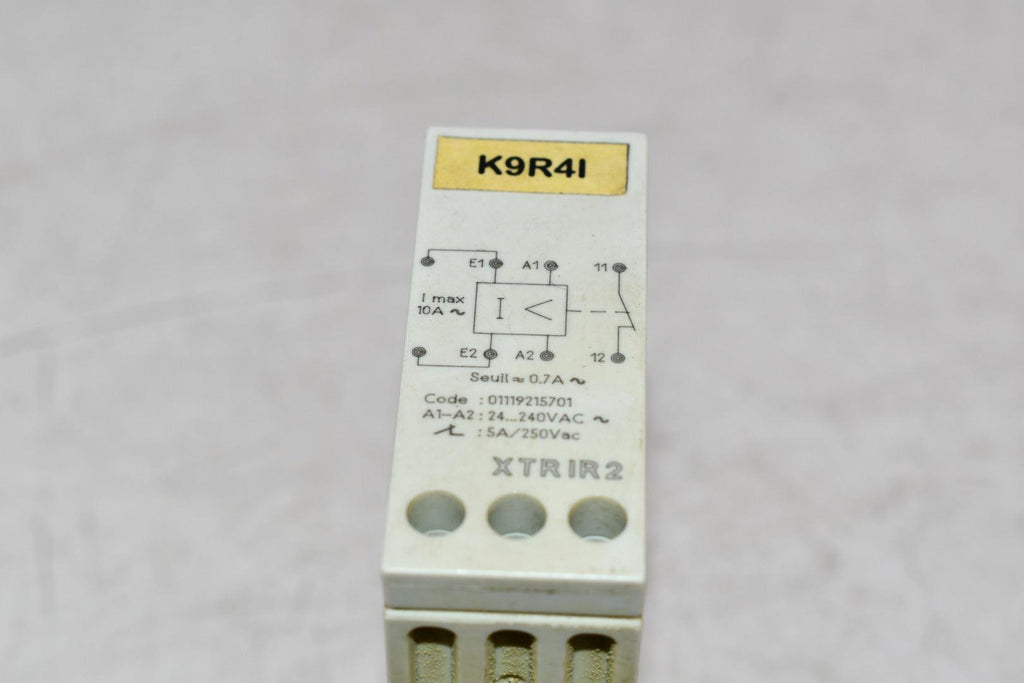 K9R4I
E1 A1 11
I max
10A ~
I <
E2 A2 12
Seuil ≈ 0.7A ~
Code : 01119215701
A1-A2 : 24...240VAC ~
: 5A/250Vac
XTRIR2